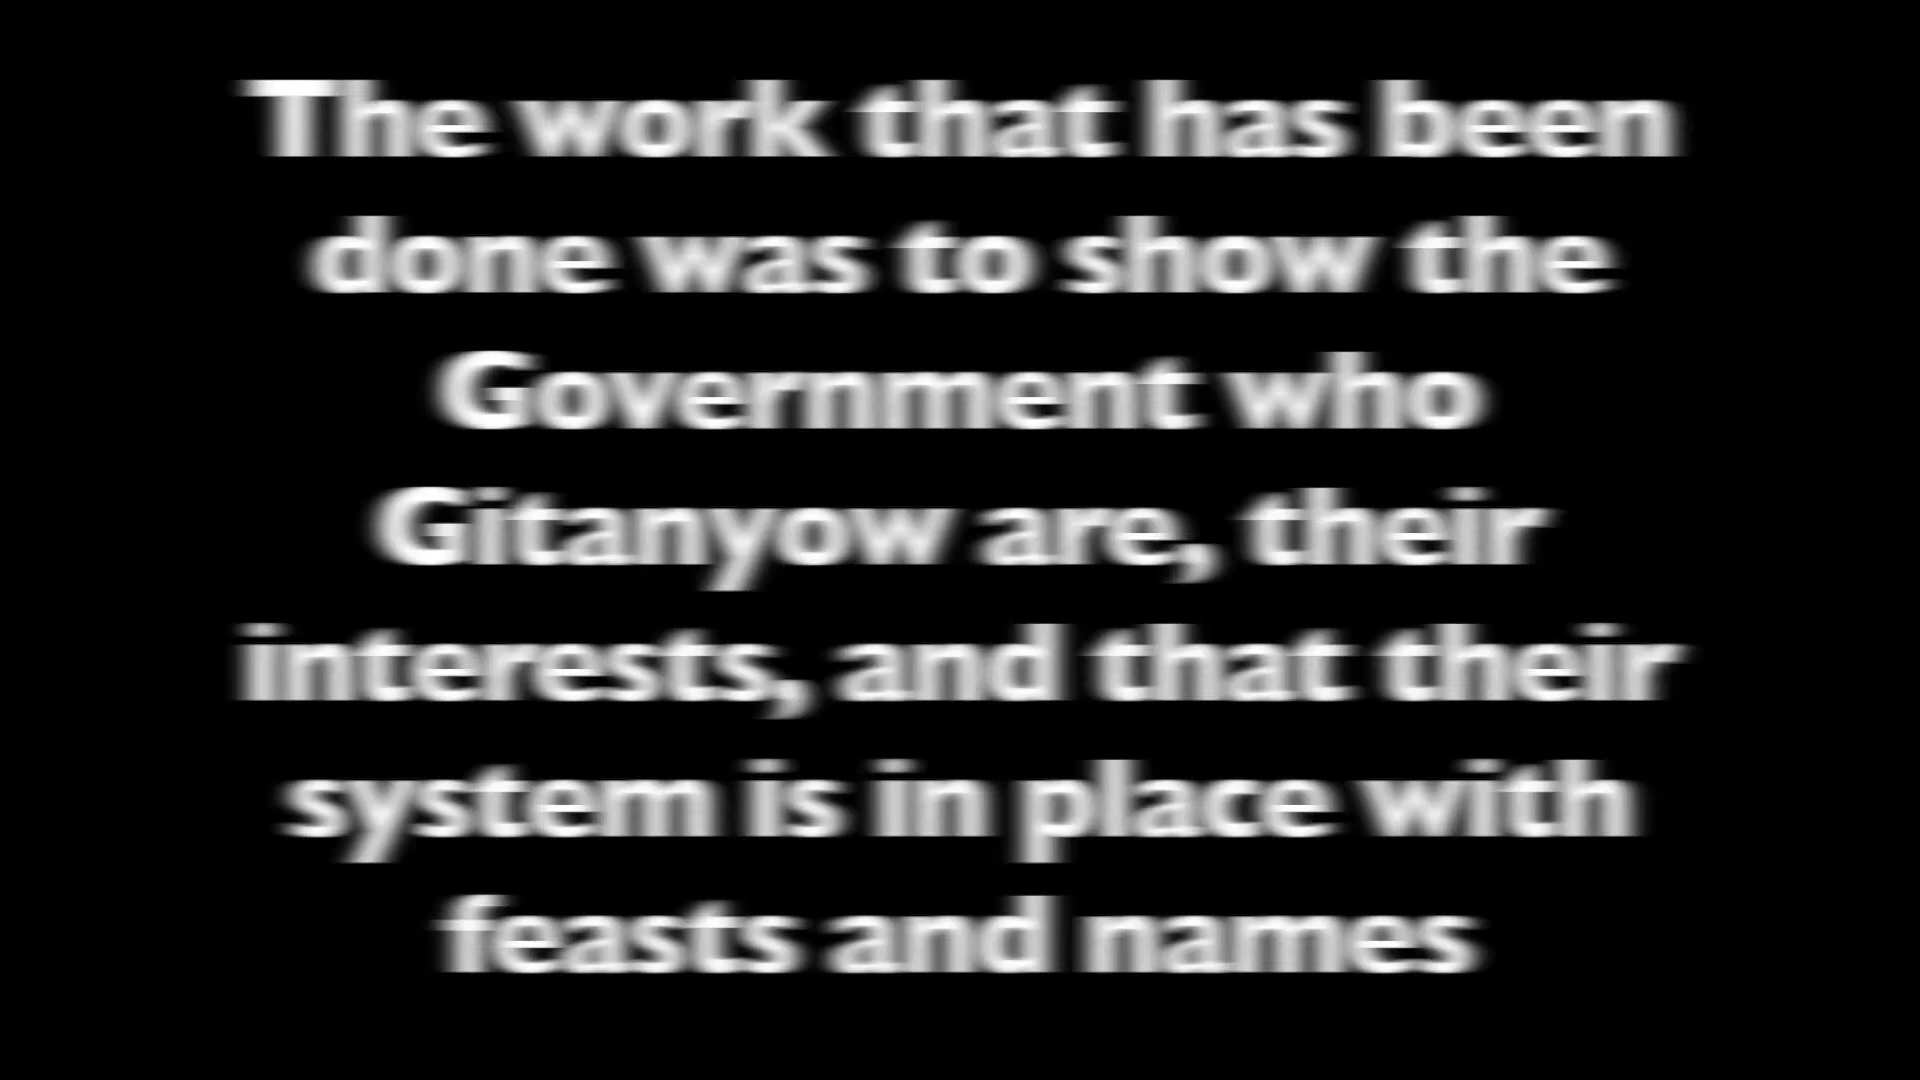 The work that has been
done was to show the
Government who
Gitanyow are, their
interests, and that their
system is in place with
feasts and names